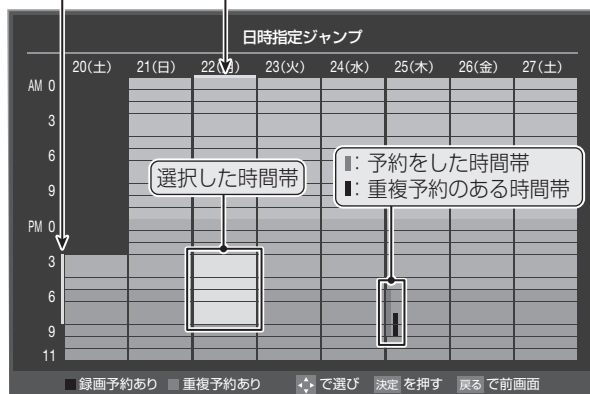 日時指定ジャンプ
20(土) 21(日) 22(月) 23(火) 24(水) 25(木) 26(金) 27(土)
AM 0
3
6
9
PM 0
3
6
9
11
選択した時間帯
：予約をした時間帯
：重複予約のある時間帯
録画予約あり 重複予約あり で選び 決定 を押す 戻る で前画面